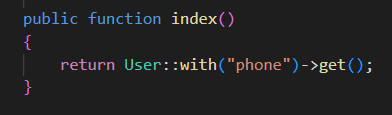 public function index()
{
    return User::with("phone")->get();
}